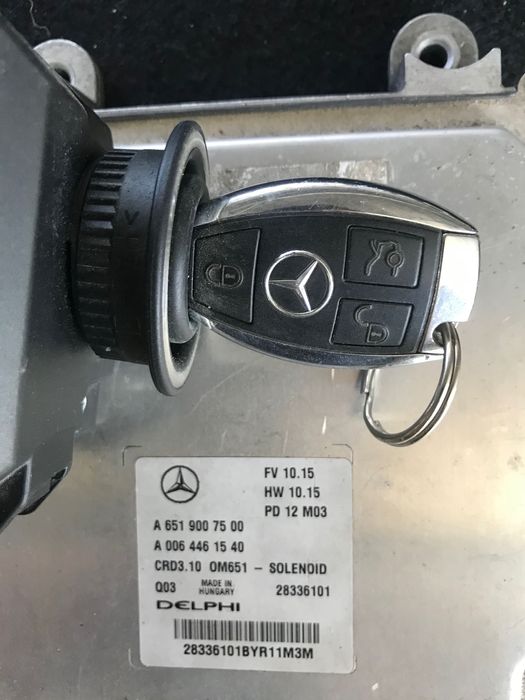 FV 10.15
HW 10.15
PD 12 M03
A 651 900 75 00
A 006 446 15 40
CRD3.10 OM651 - SOLENOID
Q03 MADE IN HUNGARY 28336101
DELPHI
28336101BYR11M3M